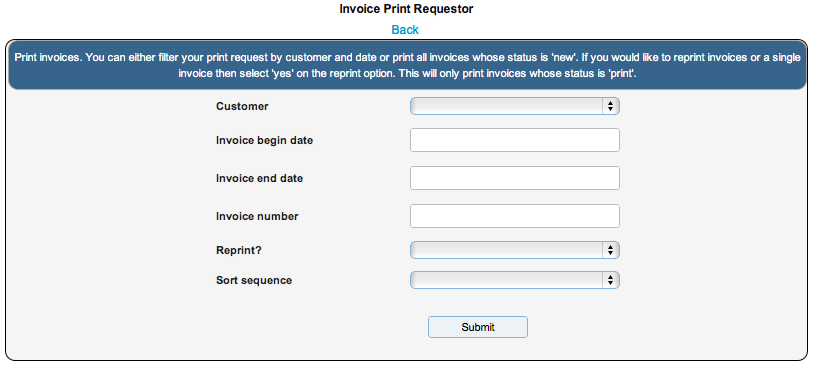 Invoice Print Requestor
Back
Print invoices. You can either filter your print request by customer and date or print all invoices whose status is 'new'. If you would like to reprint invoices or a single
invoice then select 'yes' on the reprint option. This will only print invoices whose status is 'print'.
Customer
Invoice begin date
Invoice end date
Invoice number
Reprint?
Sort sequence
Submit